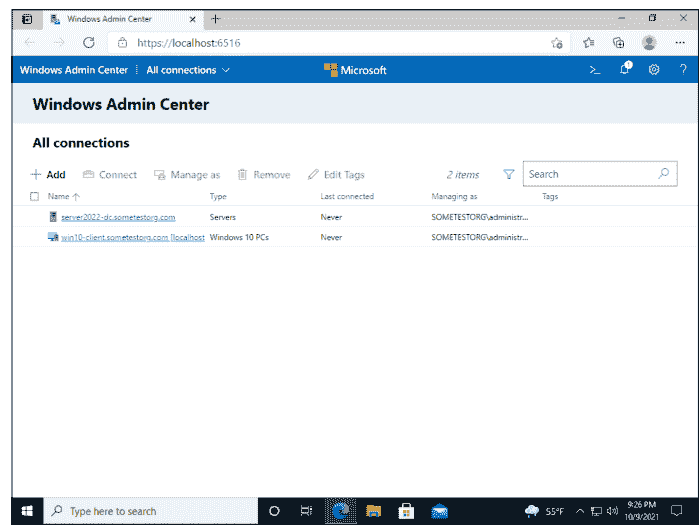 Windows Admin Center
https://localhost:6516
Windows Admin Center All connections Microsoft >_ 1 ?
Windows Admin Center
All connections
Add Connect Manage as Remove Edit Tags 2 items Search
Name Type Last connected Managing as Tags
server2022-dc.sometestorg.com Servers Never SOMETESTORG\administr...
win10-client.sometestorg.com [localhost Windows 10 PCs Never SOMETESTORG\administr...
Type here to search 55°F 9:26 PM
10/9/2021